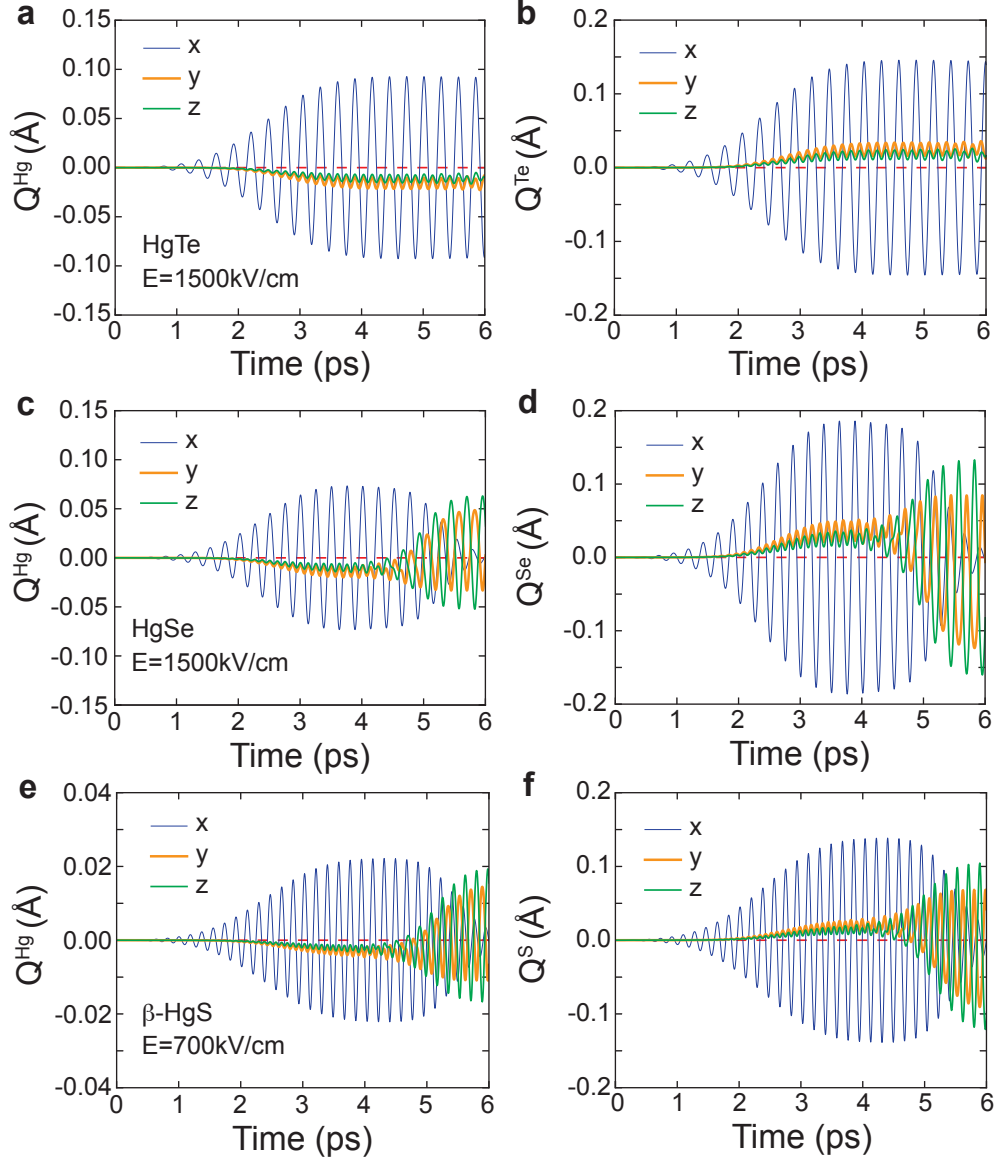 a
0.15
0.10
0.05
0.00
-0.05
-0.10
-0.15
Q^Hg (Å)
x
y
z
HgTe
E=1500kV/cm
0 1 2 3 4 5 6
Time (ps)
b
0.2
0.1
0.0
-0.1
-0.2
Q^Te (Å)
x
y
z
0 1 2 3 4 5 6
Time (ps)
c
0.15
0.10
0.05
0.00
-0.05
-0.10
-0.15
Q^Hg (Å)
x
y
z
HgSe
E=1500kV/cm
0 1 2 3 4 5 6
Time (ps)
d
0.2
0.1
0.0
-0.1
-0.2
Q^Se (Å)
x
y
z
0 1 2 3 4 5 6
Time (ps)
e
0.04
0.02
0.00
-0.02
-0.04
Q^Hg (Å)
x
y
z
β-HgS
E=700kV/cm
0 1 2 3 4 5 6
Time (ps)
f
0.2
0.1
0.0
-0.1
-0.2
Q^S (Å)
x
y
z
0 1 2 3 4 5 6
Time (ps)